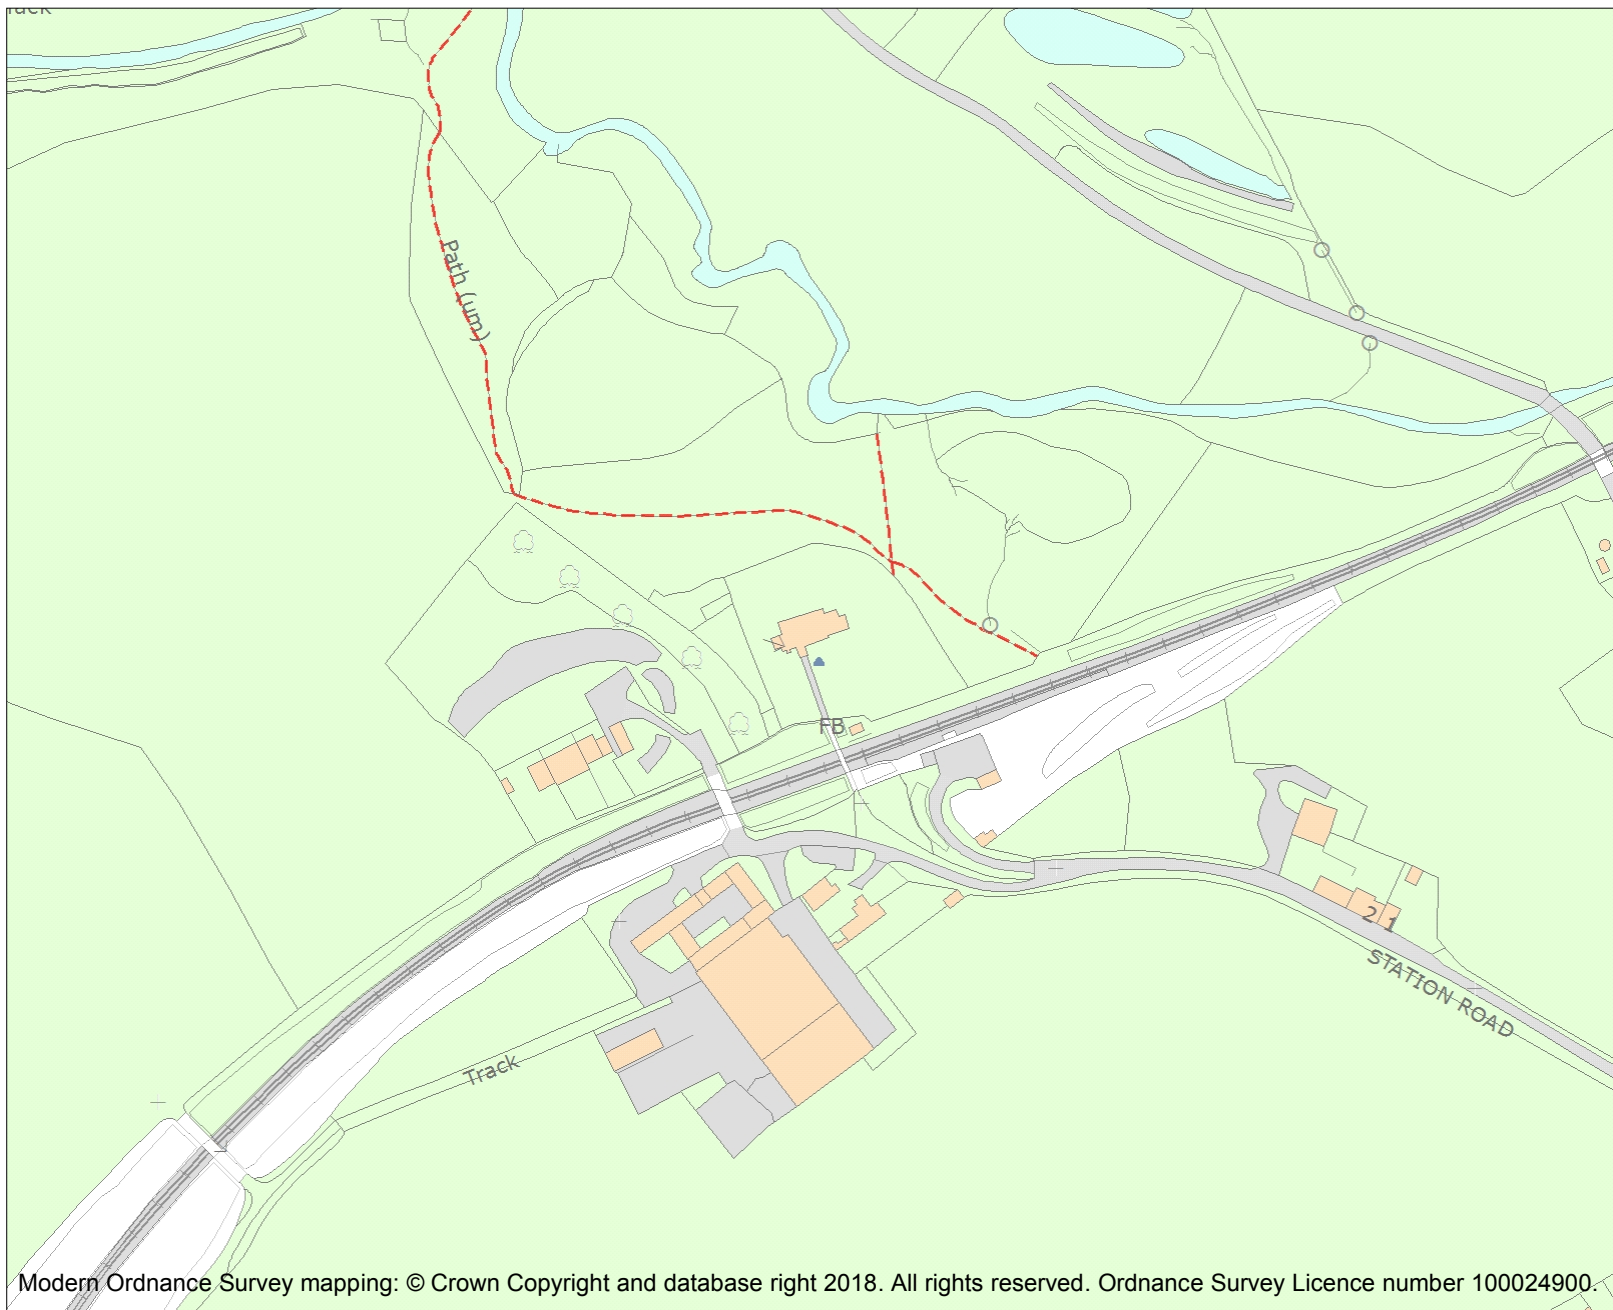 Path (um)
FB
2
1
STATION ROAD
Track
Modern Ordnance Survey mapping: © Crown Copyright and database right 2018. All rights reserved. Ordnance Survey Licence number 100024900.